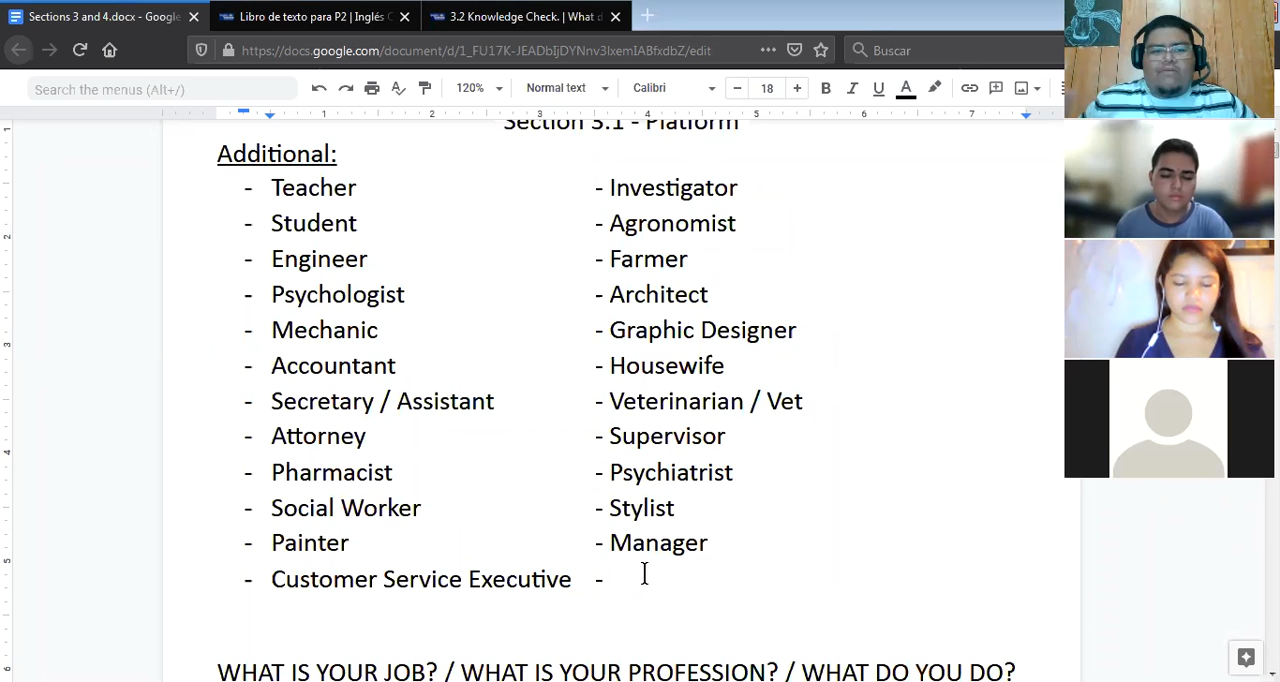 Sections 3 and 4.docx - Google
Libro de texto para P2 | Inglés
3.2 Knowledge Check. | What
https://docs.google.com/document/d/1_FU17K-JEADbIjDYNnv3lxemIABfxdbZ/edit
Buscar
Search the menus (Alt+/)
120%
Normal text
Calibri
18
Section 3.1 - Platform
Additional:
- Teacher - Investigator
- Student - Agronomist
- Engineer - Farmer
- Psychologist - Architect
- Mechanic - Graphic Designer
- Accountant - Housewife
- Secretary / Assistant - Veterinarian / Vet
- Attorney - Supervisor
- Pharmacist - Psychiatrist
- Social Worker - Stylist
- Painter - Manager
- Customer Service Executive -
WHAT IS YOUR JOB? / WHAT IS YOUR PROFESSION? / WHAT DO YOU DO?